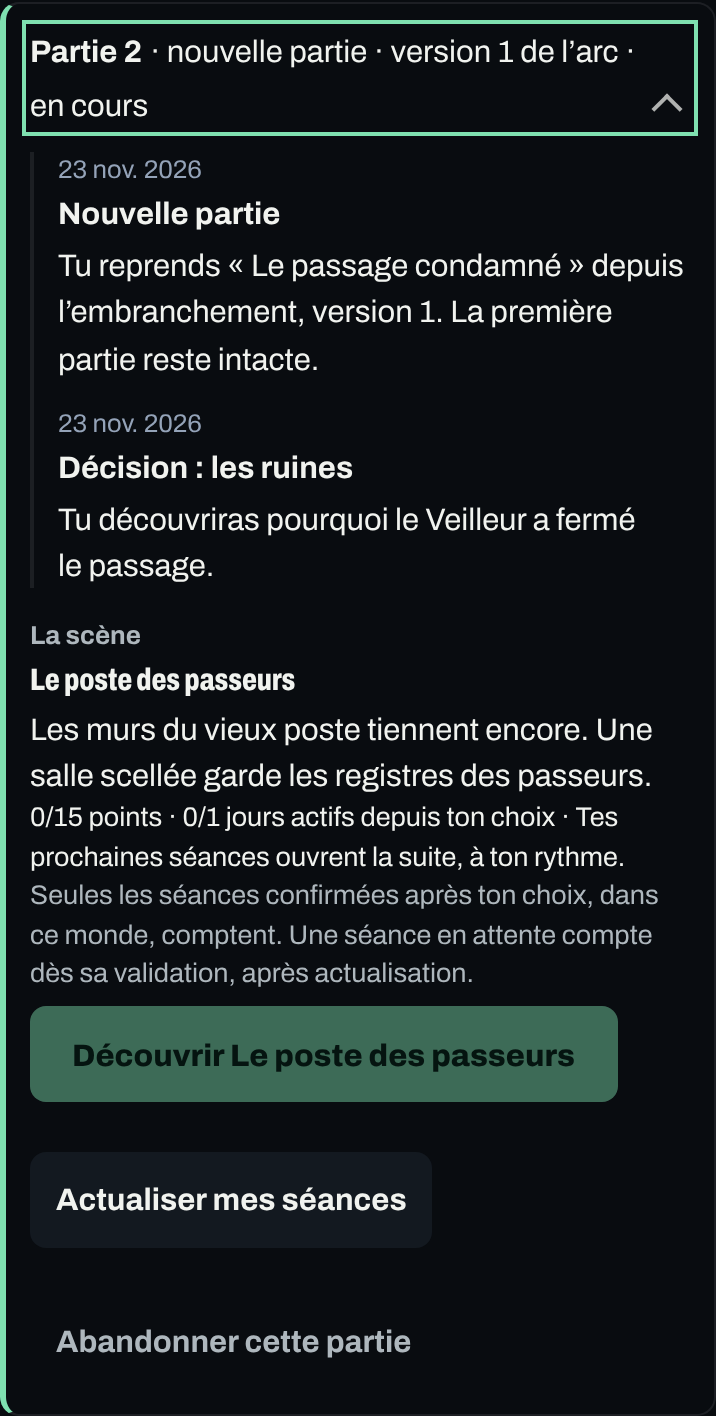 Partie 2 · nouvelle partie · version 1 de l’arc ·
en cours
23 nov. 2026
Nouvelle partie
Tu reprends « Le passage condamné » depuis
l’embranchement, version 1. La première
partie reste intacte.
23 nov. 2026
Décision : les ruines
Tu découvriras pourquoi le Veilleur a fermé
le passage.
La scène
Le poste des passeurs
Les murs du vieux poste tiennent encore. Une
salle scellée garde les registres des passeurs.
0/15 points · 0/1 jours actifs depuis ton choix · Tes
prochaines séances ouvrent la suite, à ton rythme.
Seules les séances confirmées après ton choix, dans
ce monde, comptent. Une séance en attente compte
dès sa validation, après actualisation.
Découvrir Le poste des passeurs
Actualiser mes séances
Abandonner cette partie